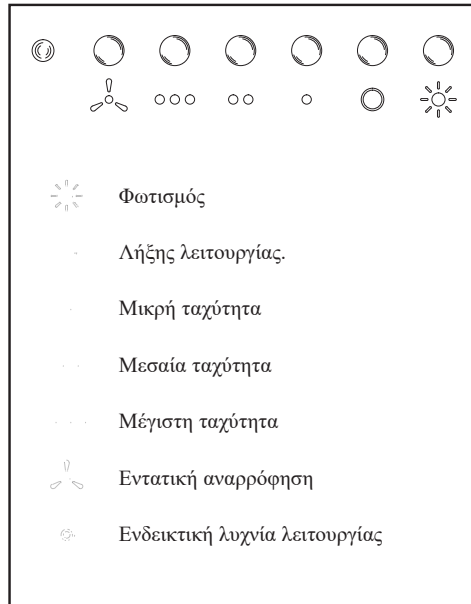 Φωτισμός
Λήξης λειτουργίας.
Μικρή ταχύτητα
Μεσαία ταχύτητα
Μέγιστη ταχύτητα
Εντατική αναρρόφηση
Ενδεικτική λυχνία λειτουργίας